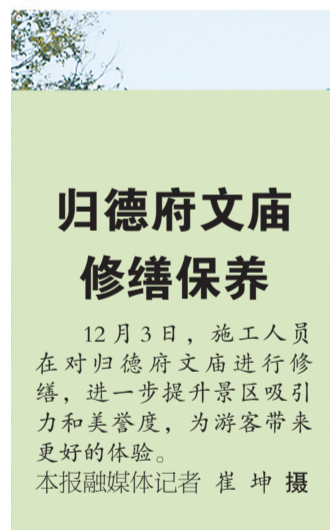 归德府文庙
修缮保养
12月3日，施工人员
在对归德府文庙进行修
缮，进一步提升景区吸引
力和美誉度，为游客带来
更好的体验。
本报融媒体记者 崔 坤 摄